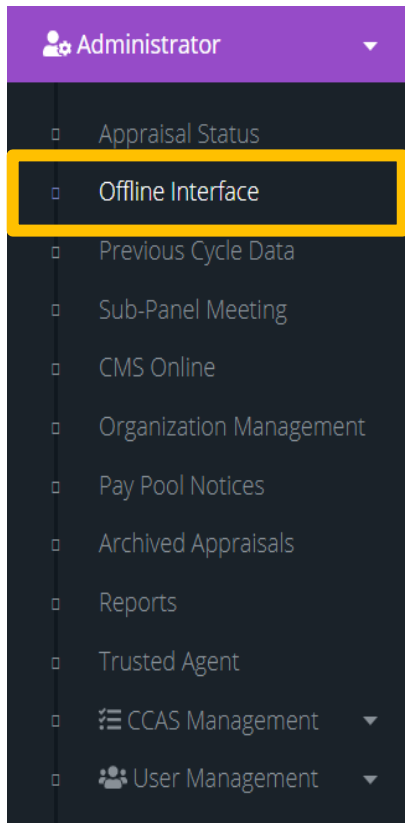 Administrator
Appraisal Status
Offline Interface
Previous Cycle Data
Sub-Panel Meeting
CMS Online
Organization Management
Pay Pool Notices
Archived Appraisals
Reports
Trusted Agent
CCAS Management
User Management